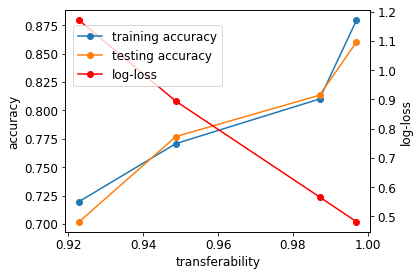 training accuracy
testing accuracy
log-loss
accuracy
0.875
0.850
0.825
0.800
0.775
0.750
0.725
0.700
1.2
1.1
1.0
0.9
0.8
0.7
0.6
0.5
log-loss
0.92 0.94 0.96 0.98 1.00
transferability